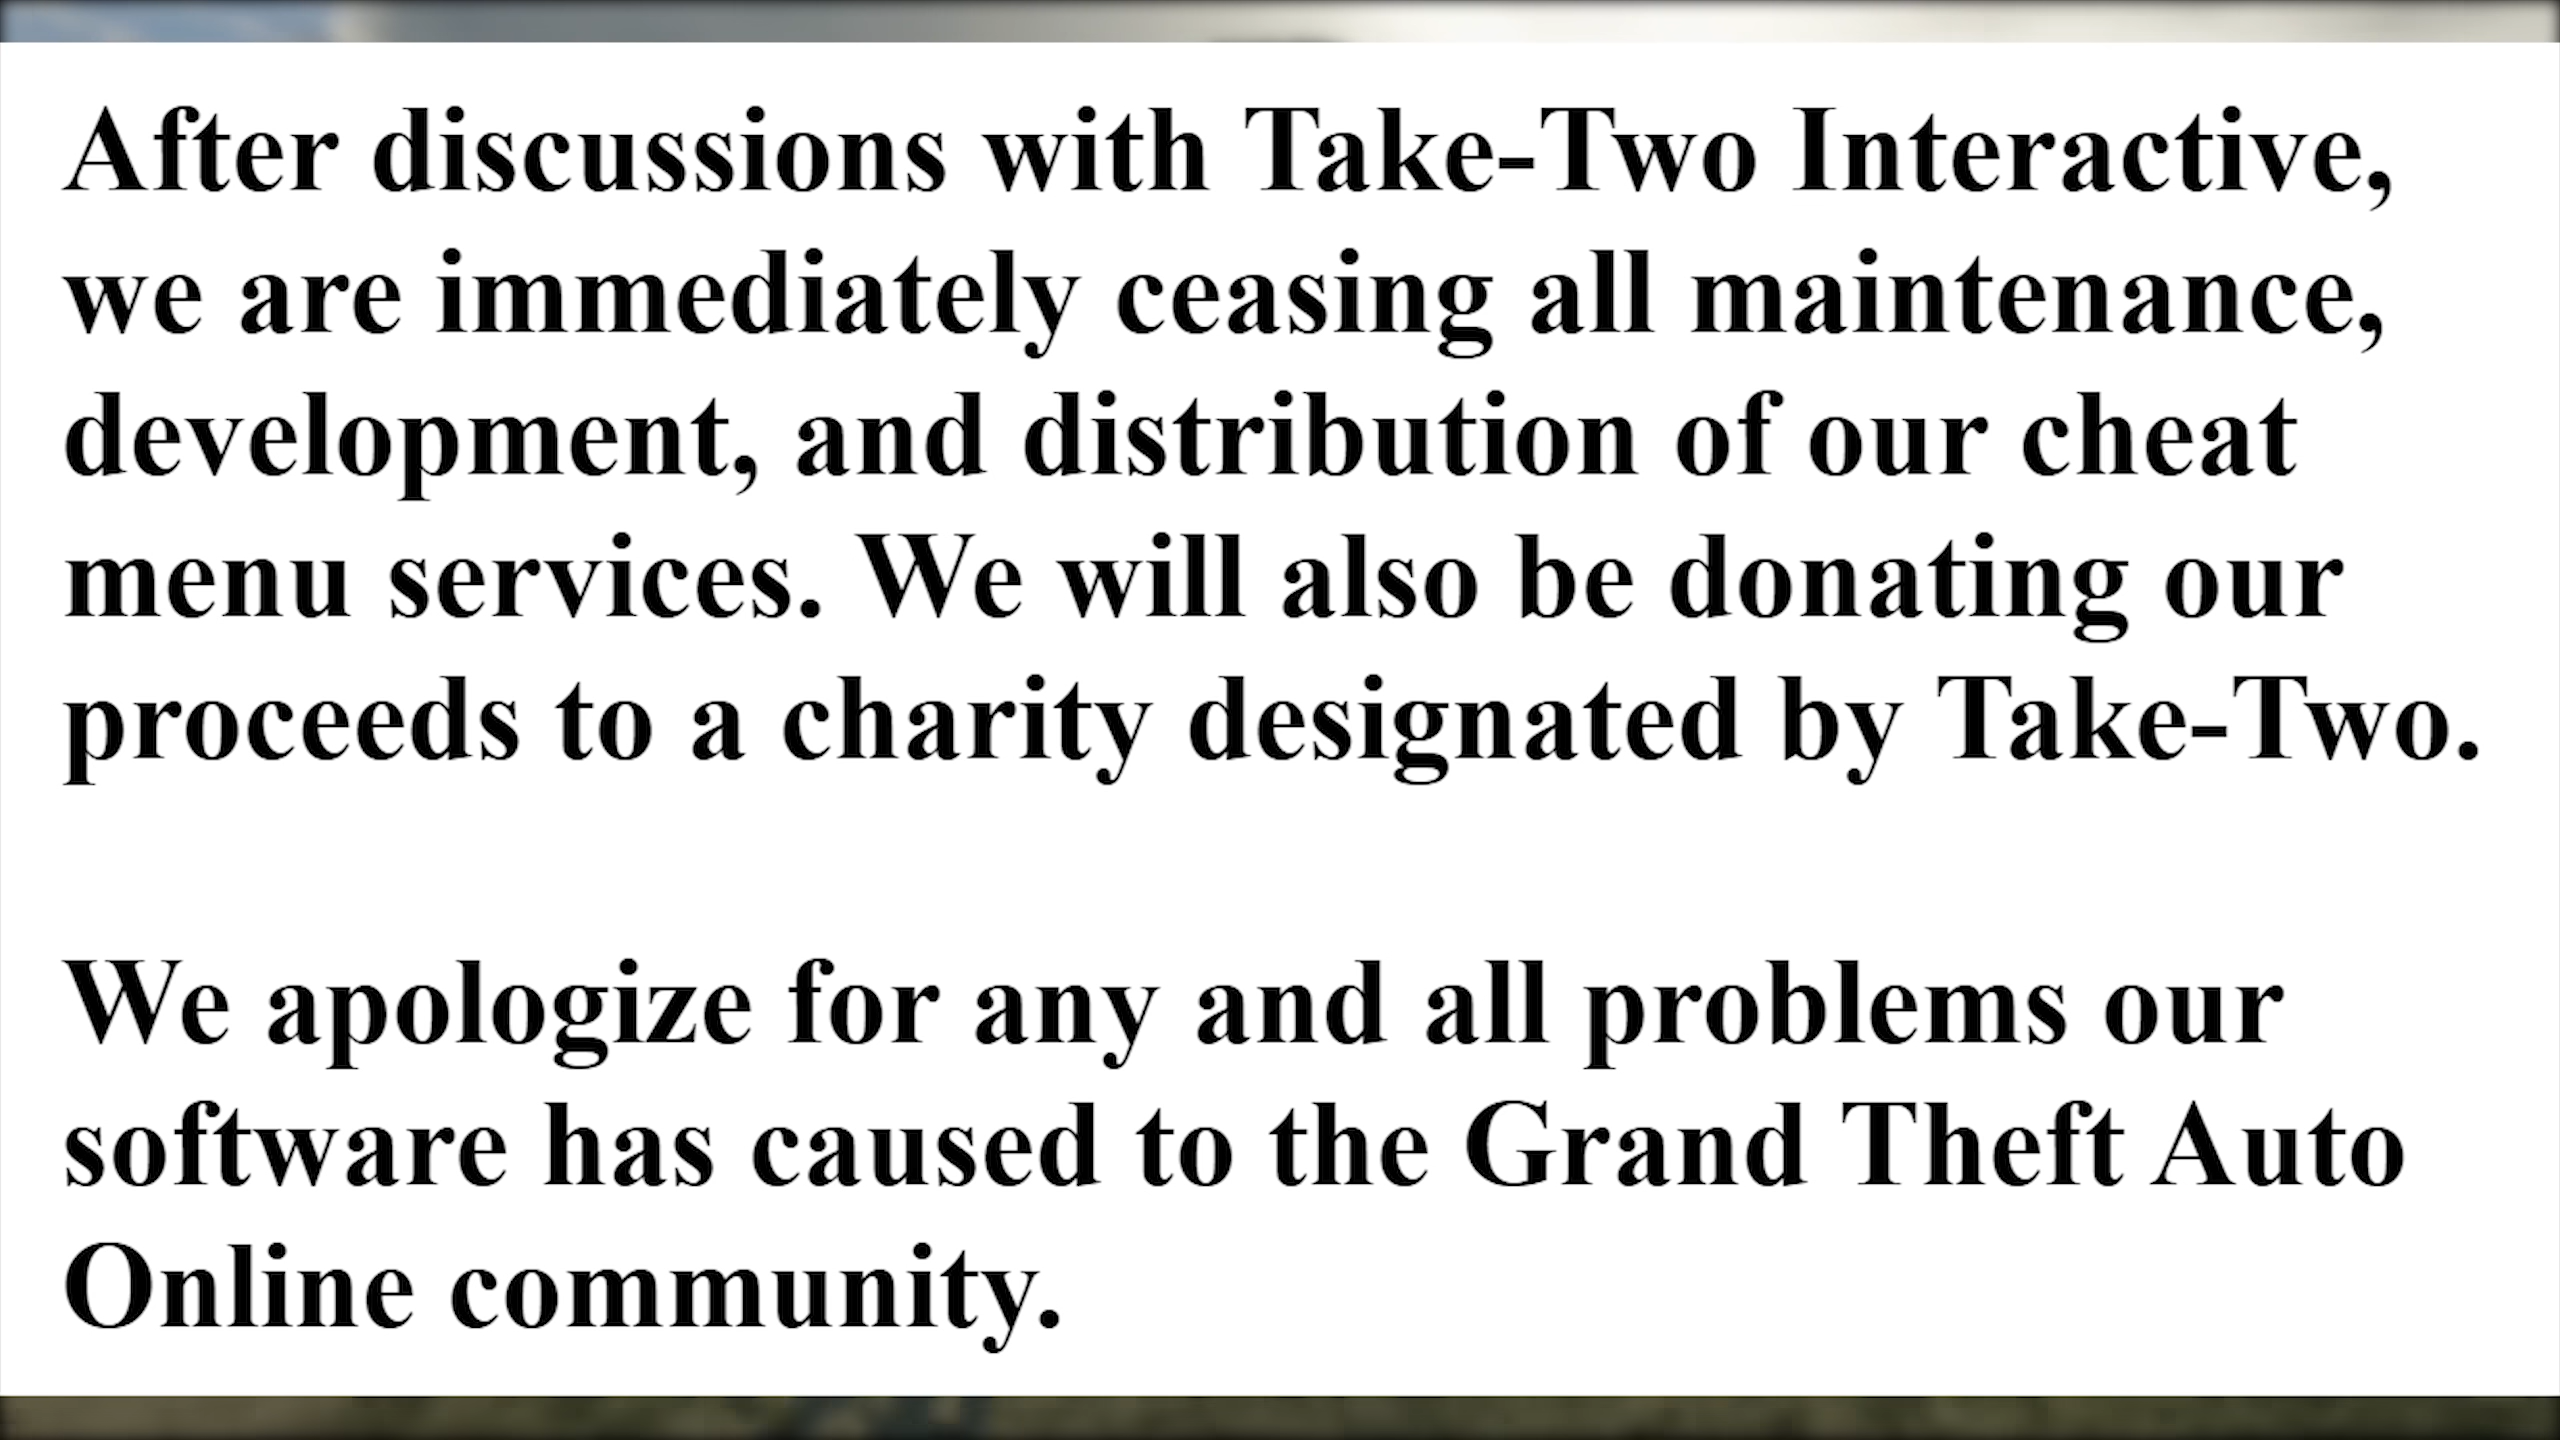 After discussions with Take-Two Interactive,
we are immediately ceasing all maintenance,
development, and distribution of our cheat
menu services. We will also be donating our
proceeds to a charity designated by Take-Two.
We apologize for any and all problems our
software has caused to the Grand Theft Auto
Online community.